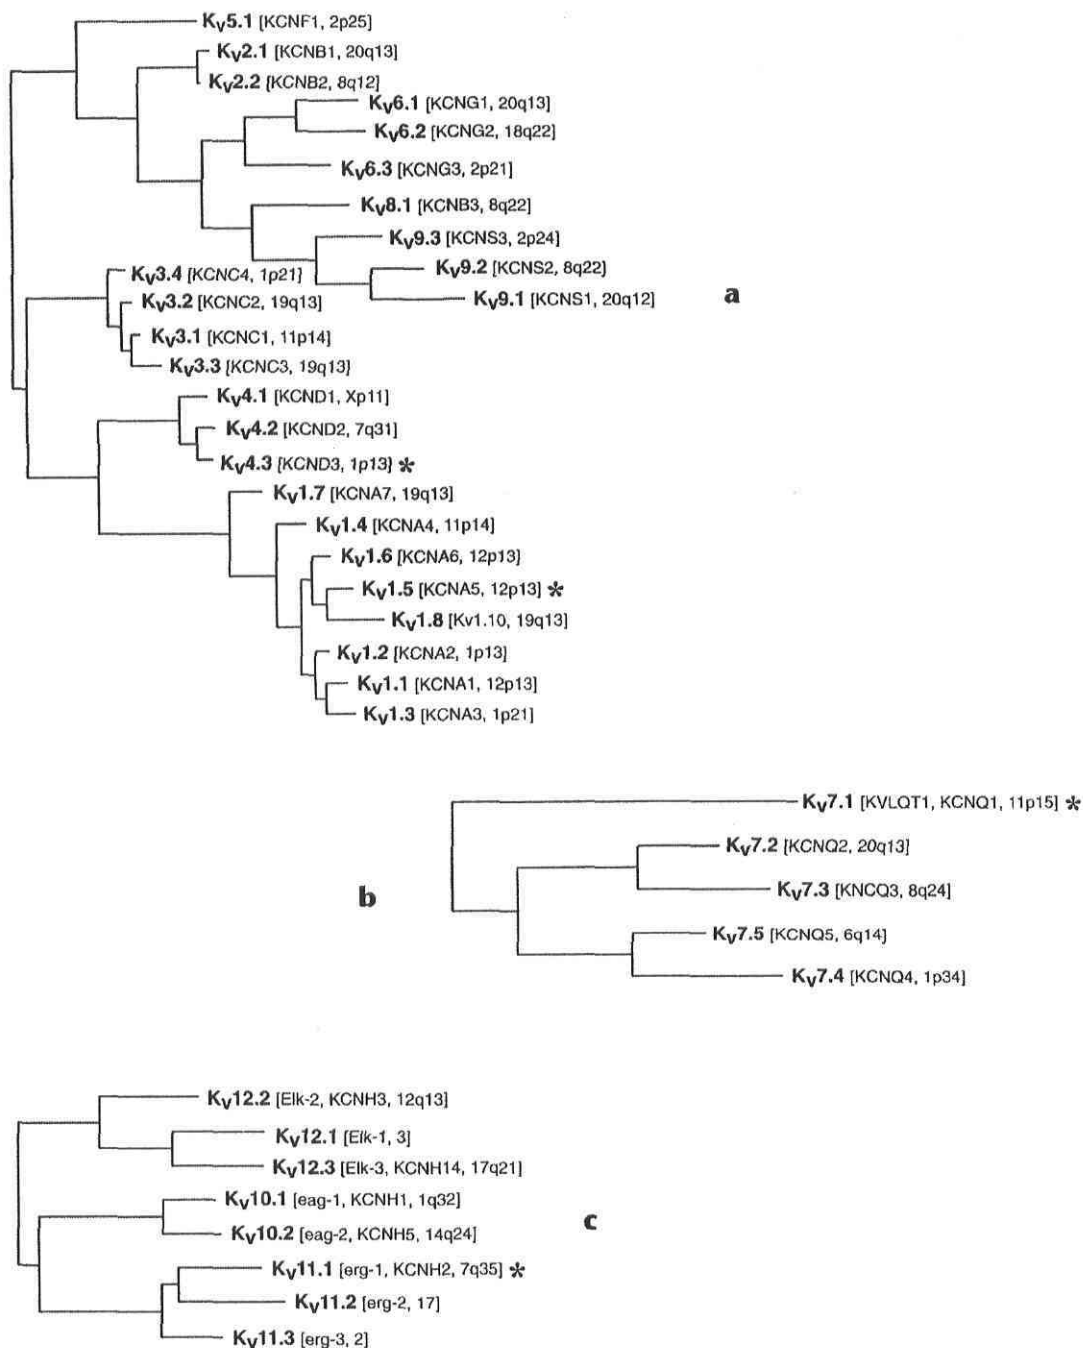 Kv5.1 [KCNF1, 2p25]
Kv2.1 [KCNB1, 20q13]
Kv2.2 [KCNB2, 8q12]
Kv6.1 [KCNG1, 20q13]
Kv6.2 [KCNG2, 18q22]
Kv6.3 [KCNG3, 2p21]
Kv8.1 [KCNB3, 8q22]
Kv9.3 [KCNS3, 2p24]
Kv9.2 [KCNS2, 8q22]
Kv9.1 [KCNS1, 20q12]
a
Kv3.4 [KCNC4, 1p21]
Kv3.2 [KCNC2, 19q13]
Kv3.1 [KCNC1, 11p14]
Kv3.3 [KCNC3, 19q13]
Kv4.1 [KCND1, Xp11]
Kv4.2 [KCND2, 7q31]
Kv4.3 [KCND3, 1p13] *
Kv1.7 [KCNA7, 19q13]
Kv1.4 [KCNA4, 11p14]
Kv1.6 [KCNA6, 12p13]
Kv1.5 [KCNA5, 12p13] *
Kv1.8 [Kv1.10, 19q13]
Kv1.2 [KCNA2, 1p13]
Kv1.1 [KCNA1, 12p13]
Kv1.3 [KCNA3, 1p21]
Kv7.1 [KVLQT1, KCNQ1, 11p15] *
Kv7.2 [KCNQ2, 20q13]
b
Kv7.3 [KNCQ3, 8q24]
Kv7.5 [KCNQ5, 6q14]
Kv7.4 [KCNQ4, 1p34]
Kv12.2 [Elk-2, KCNH3, 12q13]
Kv12.1 [Elk-1, 3]
Kv12.3 [Elk-3, KCNH14, 17q21]
Kv10.1 [eag-1, KCNH1, 1q32]
c
Kv10.2 [eag-2, KCNH5, 14q24]
Kv11.1 [erg-1, KCNH2, 7q35] *
Kv11.2 [erg-2, 17]
Kv11.3 [erg-3, 2]